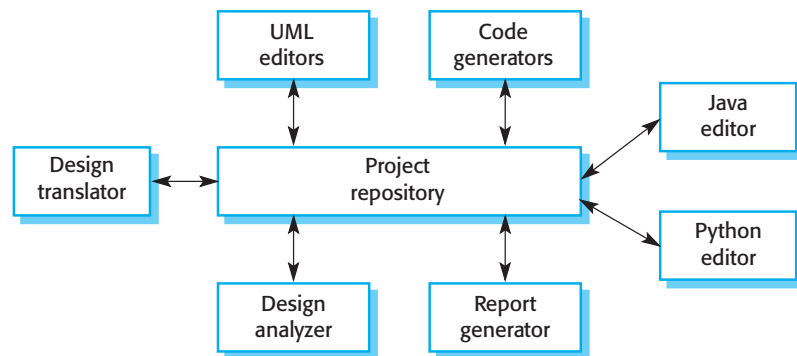 UML
editors
Code
generators
Java
editor
Design
translator
Project
repository
Python
editor
Design
analyzer
Report
generator